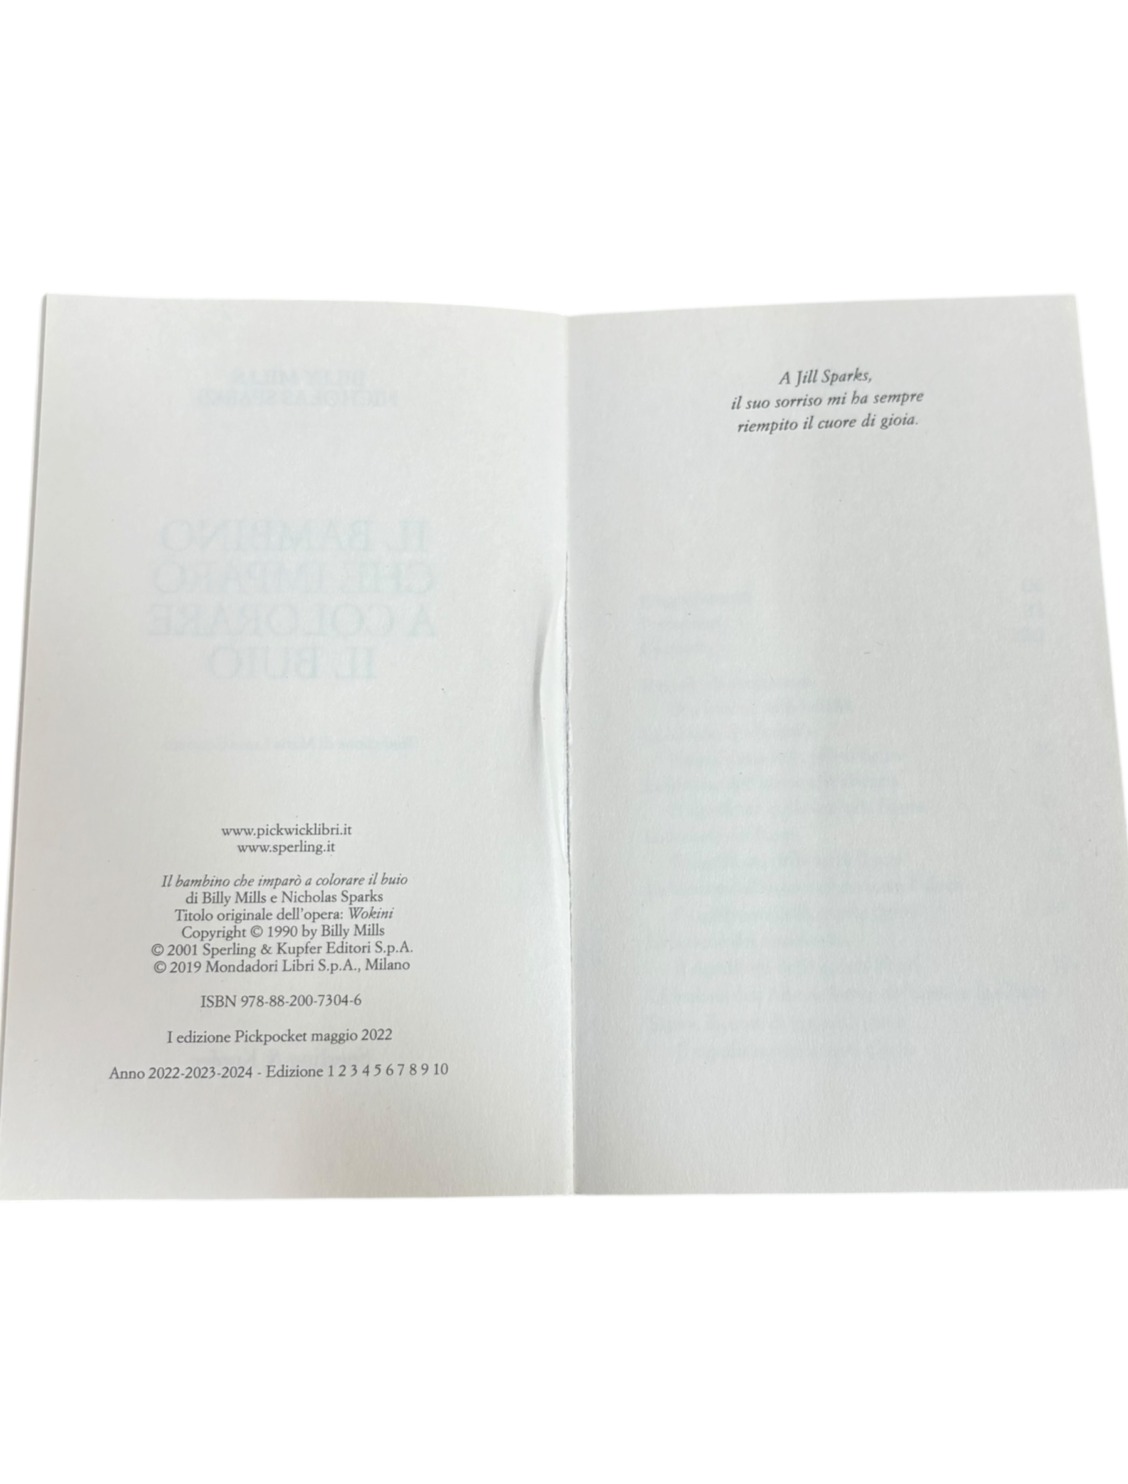 www.pickwicklibri.it
www.sperling.it
Il bambino che imparò a colorare il buio
di Billy Mills e Nicholas Sparks
Titolo originale dell'opera: Wokini
Copyright © 1990 by Billy Mills
© 2001 Sperling & Kupfer Editori S.p.A.
© 2019 Mondadori Libri S.p.A., Milano
ISBN 978-88-200-7304-6
I edizione Pickpocket maggio 2022
Anno 2022-2023-2024 - Edizione 1 2 3 4 5 6 7 8 9 10
A Jill Sparks,
il suo sorriso mi ha sempre
riempito il cuore di gioia.